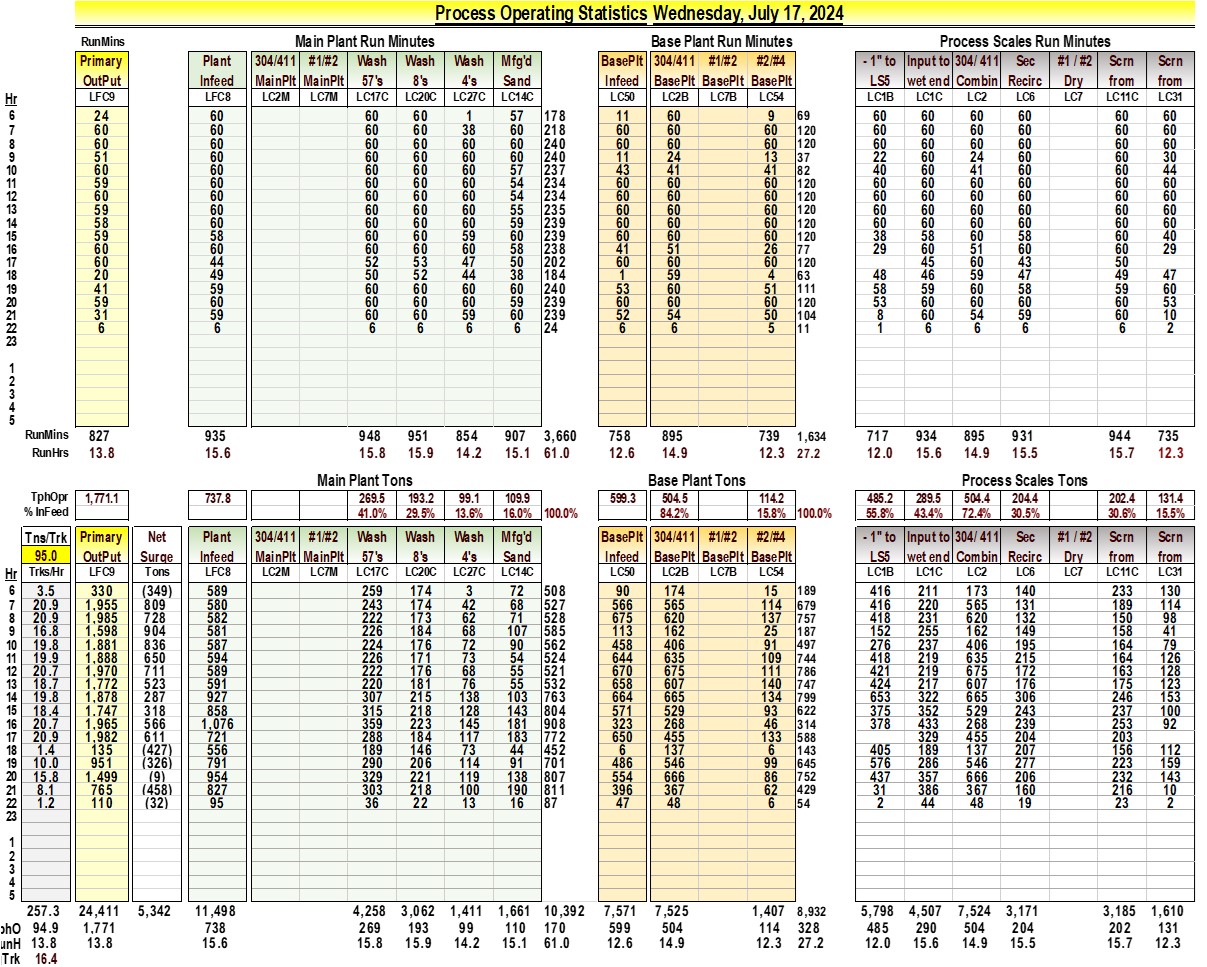 Process Operating Statistics Wednesday, July 17, 2024
RunMins Main Plant Run Minutes Base Plant Run Minutes Process Scales Run Minutes
Primary Plant 304/411 #1/#2 Wash Wash Wash Mfg'd BasePlt 304/411 #1/#2 #2/#4 - 1" to Input to 304/ 411 Sec #1 / #2 Scrn Scrn
OutPut Infeed MainPlt MainPlt 57's 8's 4's Sand Infeed BasePlt BasePlt BasePlt LS5 wet end Combin Recirc Dry from from
Hr LFC9 LFC8 LC2M LC7M LC17C LC20C LC27C LC14C LC50 LC2B LC7B LC54 LC1B LC1C LC2 LC6 LC7 LC11C LC31
6 24 60 60 60 1 57 178 11 60 9 69 60 60 60 60 60 60
7 60 60 60 60 38 60 218 60 60 60 120 60 60 60 60 60 60
8 60 60 60 60 60 60 240 60 60 60 120 60 60 60 60 60 60
9 51 60 60 60 60 60 240 11 24 13 37 22 60 24 60 60 30
10 60 60 60 60 60 57 237 43 41 41 82 40 60 41 60 60 44
11 59 60 60 60 60 54 234 60 60 60 120 60 60 60 60 60 60
12 60 60 60 60 60 54 234 60 60 60 120 60 60 60 60 60 60
13 59 60 60 60 60 55 235 60 60 60 120 60 60 60 60 60 60
14 58 60 60 60 60 59 239 60 60 60 120 60 60 60 60 60 60
15 59 58 60 60 59 60 239 60 60 60 120 38 58 60 58 60 40
16 60 60 60 60 60 58 238 41 51 26 77 29 60 51 60 60 29
17 60 44 52 53 47 50 202 60 60 60 120 45 60 43 50
18 20 49 50 52 44 38 184 1 59 4 63 48 46 59 47 49 47
19 41 59 60 60 60 60 240 53 60 51 111 58 59 60 58 59 60
20 59 60 60 60 60 59 239 60 60 60 120 53 60 60 60 60 53
21 31 59 60 60 59 60 239 52 54 50 104 8 60 54 59 60 10
22 6 6 6 6 6 6 24 6 6 5 11 1 6 6 6 6 2
23
1
2
3
4
5
RunMins 827 935 948 951 854 907 3,660 758 895 739 1,634 717 934 895 931 944 735
RunHrs 13.8 15.6 15.8 15.9 14.2 15.1 61.0 12.6 14.9 12.3 27.2 12.0 15.6 14.9 15.5 15.7 12.3
Main Plant Tons Base Plant Tons Process Scales Tons
TphOpr 1,771.1 737.8 269.5 193.2 99.1 109.9 599.3 504.5 114.2 485.2 289.5 504.4 204.4 202.4 131.4
% InFeed 41.0% 29.5% 13.6% 16.0% 100.0% 84.2% 15.8% 100.0% 55.8% 43.4% 72.4% 30.5% 30.6% 15.5%
Tns/Trk Primary Net Plant 304/411 #1/#2 Wash Wash Wash Mfg'd BasePlt 304/411 #1/#2 #2/#4 - 1" to Input to 304/ 411 Sec #1 / #2 Scrn Scrn
95.0 OutPut Surge Infeed MainPlt MainPlt 57's 8's 4's Sand Infeed BasePlt BasePlt BasePlt LS5 wet end Combin Recirc Dry from from
Hr Trks/Hr LFC9 Tons LFC8 LC2M LC7M LC17C LC20C LC27C LC14C LC50 LC2B LC7B LC54 LC1B LC1C LC2 LC6 LC7 LC11C LC31
6 3.5 330 (349) 589 259 174 3 72 508 90 174 15 189 416 211 173 140 233 130
7 20.9 1,955 809 580 243 174 42 68 527 566 565 114 679 416 220 565 131 189 114
8 20.9 1,985 728 582 222 173 62 71 528 675 620 137 757 418 231 620 132 150 98
9 16.8 1,598 904 581 226 184 68 107 585 113 162 25 187 152 255 162 149 158 41
10 19.8 1,881 836 587 224 176 72 90 562 458 406 91 497 276 237 406 195 164 79
11 19.9 1,888 650 594 226 171 73 54 524 644 635 109 744 418 219 635 215 164 126
12 20.7 1,970 711 589 222 176 68 55 521 670 675 111 786 421 219 675 172 163 128
13 18.7 1,772 523 591 220 181 76 55 532 658 607 140 747 424 217 607 176 175 123
14 19.8 1,878 287 927 307 215 138 103 763 664 665 134 799 653 322 665 306 246 153
15 18.4 1,747 318 858 315 218 128 143 804 571 529 93 622 375 352 529 243 237 100
16 20.7 1,965 566 1,076 359 223 145 181 908 323 268 46 314 378 433 268 239 253 92
17 20.9 1,982 611 721 288 184 117 183 772 650 455 133 588 329 455 204 203
18 1.4 135 (427) 556 189 146 73 44 452 6 137 6 143 405 189 137 207 156 112
19 10.0 951 (326) 791 290 206 114 91 701 486 546 99 645 576 286 546 277 223 159
20 15.8 1,499 (9) 954 329 221 119 138 807 554 666 86 752 437 357 666 206 232 143
21 8.1 765 (458) 827 303 218 100 190 811 396 367 62 429 31 386 367 160 216 10
22 1.2 110 (32) 95 36 22 13 16 87 47 48 6 54 2 44 48 19 23 2
23
1
2
3
4
5
257.3 24,411 5,342 11,498 4,258 3,062 1,411 1,661 10,392 7,571 7,525 1,407 8,932 5,798 4,507 7,524 3,171 3,185 1,610
phO 94.9 1,771 738 269 193 99 110 170 599 504 114 328 485 290 504 204 202 131
unH 13.8 13.8 15.6 15.8 15.9 14.2 15.1 61.0 12.6 14.9 12.3 27.2 12.0 15.6 14.9 15.5 15.7 12.3
Trk 16.4